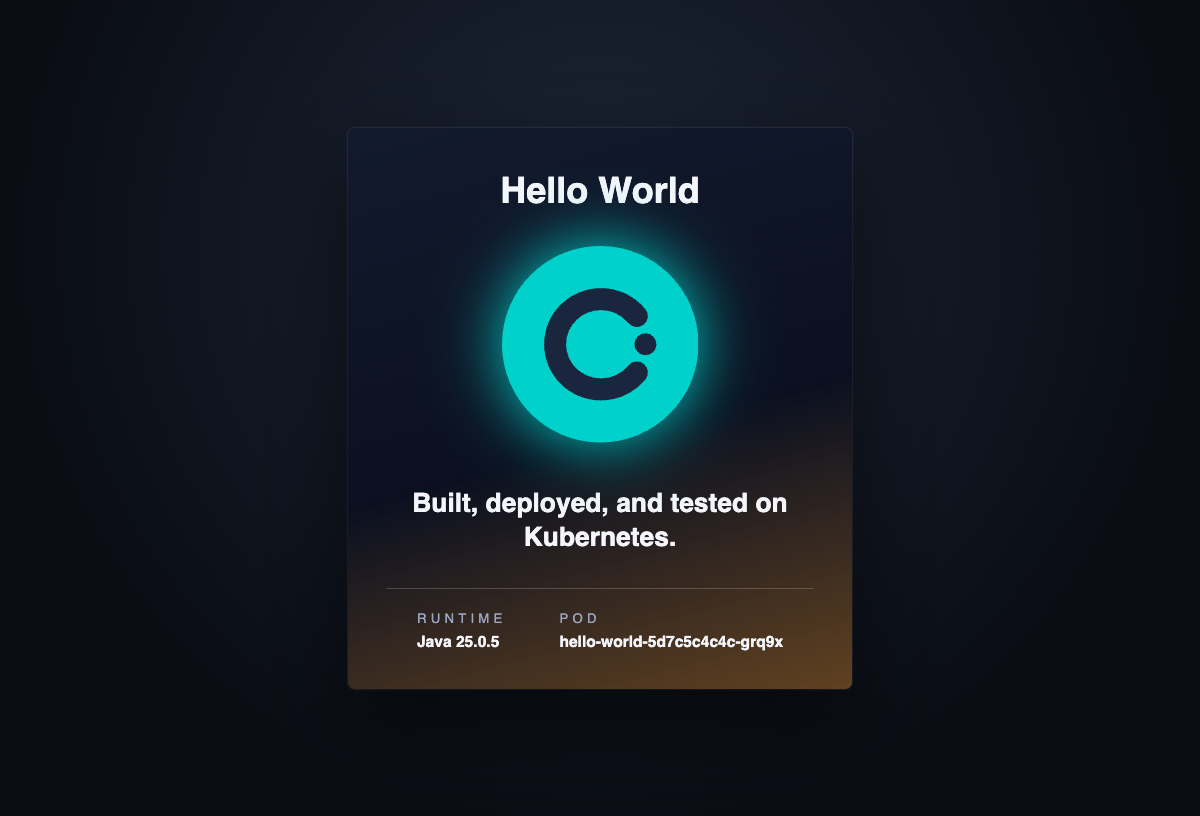 Hello World
Built, deployed, and tested on
Kubernetes.
RUNTIME
Java 25.0.5
POD
hello-world-5d7c5c4c4c-grq9x